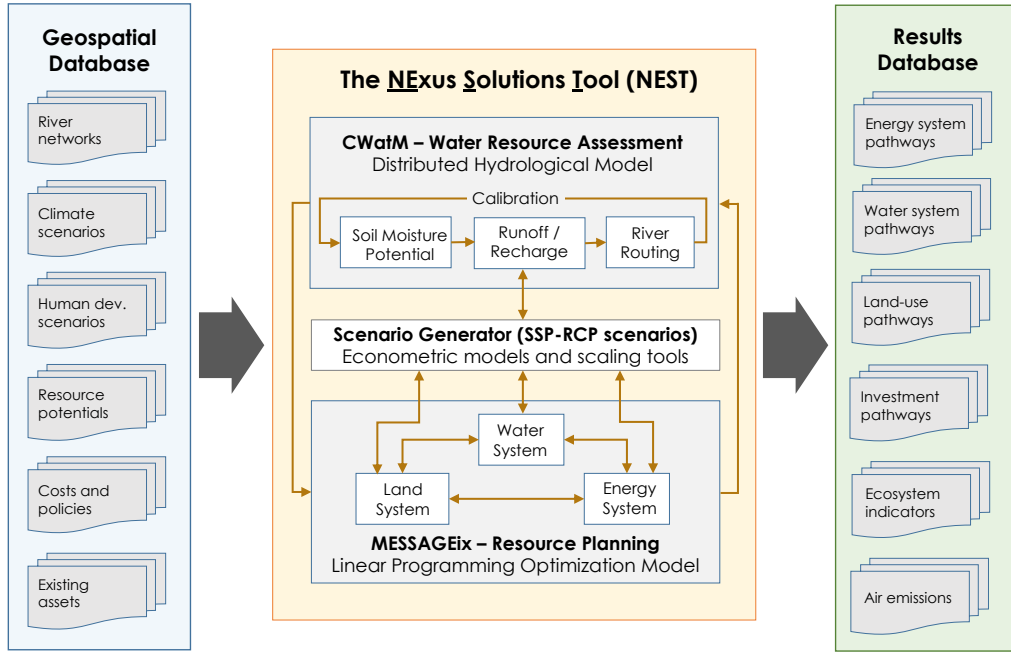 Geospatial
Database
River
networks
Climate
scenarios
Human dev.
scenarios
Resource
potentials
Costs and
policies
Existing
assets
The NExus Solutions Tool (NEST)
CWatM – Water Resource Assessment
Distributed Hydrological Model
Calibration
Soil Moisture
Potential
Runoff /
Recharge
River
Routing
Scenario Generator (SSP-RCP scenarios)
Econometric models and scaling tools
Water
System
Land
System
Energy
System
MESSAGEix – Resource Planning
Linear Programming Optimization Model
Results
Database
Energy system
pathways
Water system
pathways
Land-use
pathways
Investment
pathways
Ecosystem
indicators
Air emissions